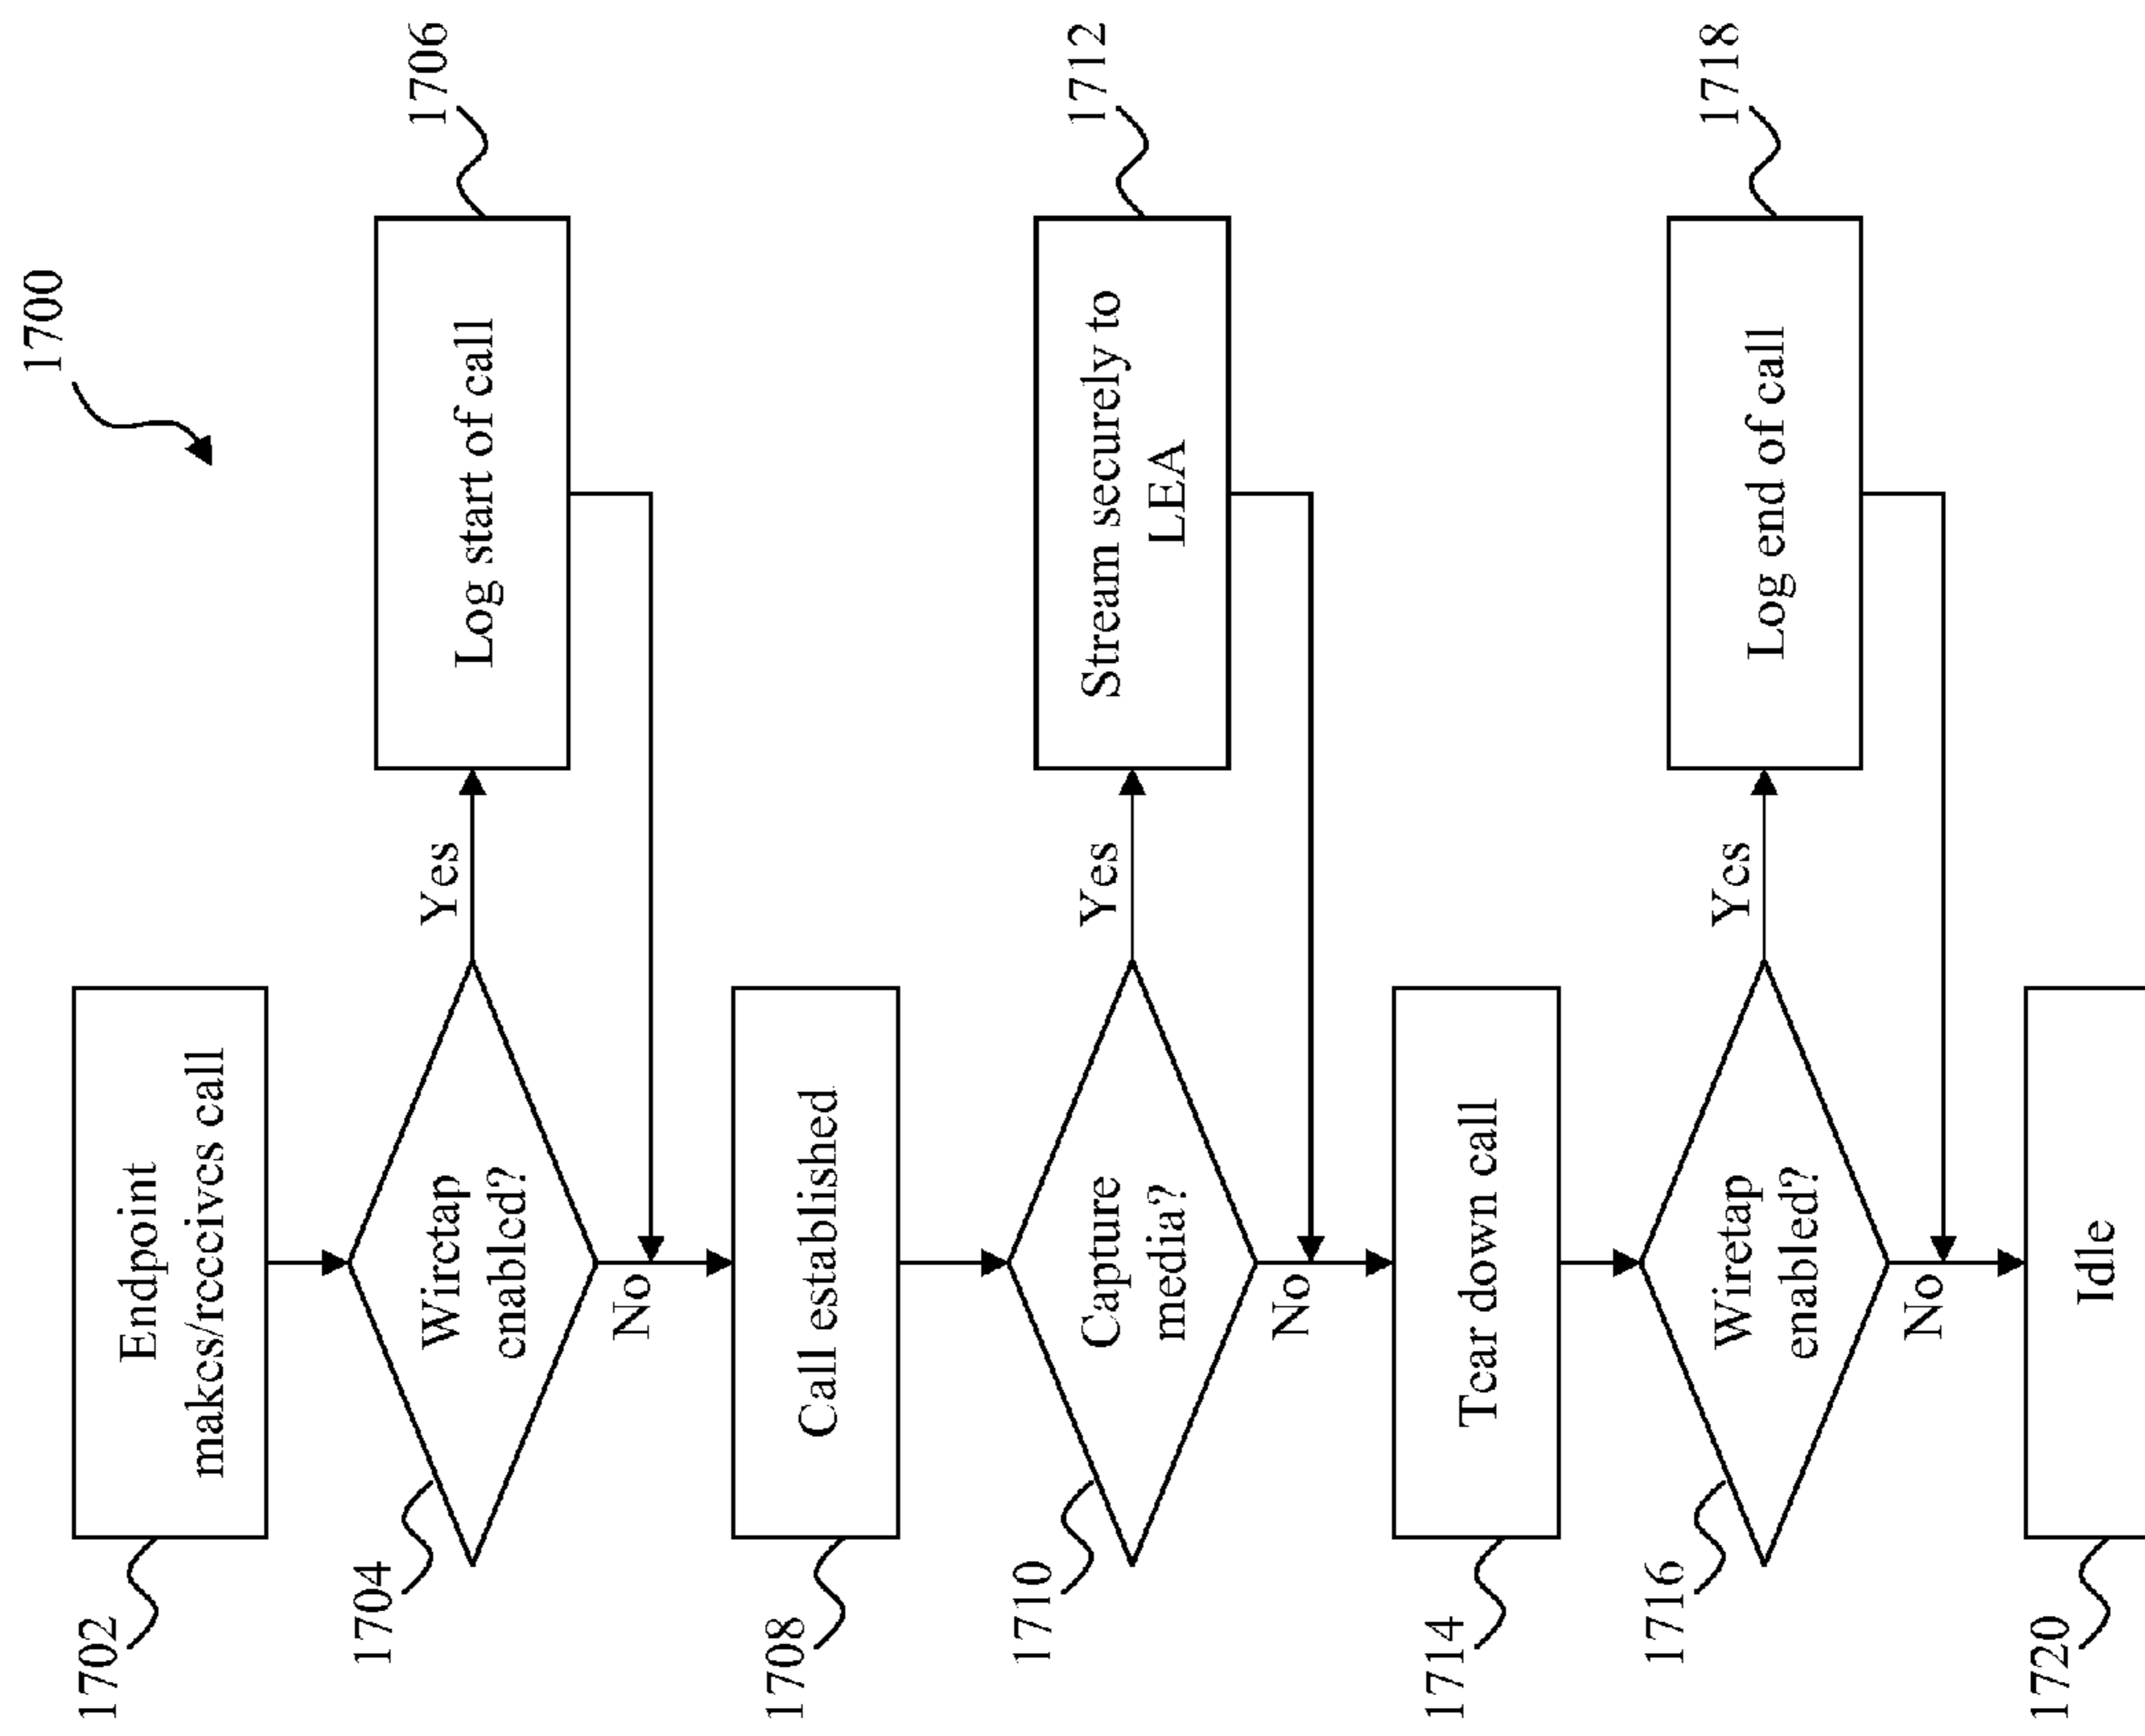 1700
1702
Endpoint
makes/receives call
1704
Wiretap
enabled?
Yes
Log start of call
1706
No
1708
Call established
1710
Capture
media?
Yes
Stream securely to
LEA
1712
No
1714
Tear down call
1716
Wiretap
enabled?
Yes
Log end of call
1718
No
1720
Idle